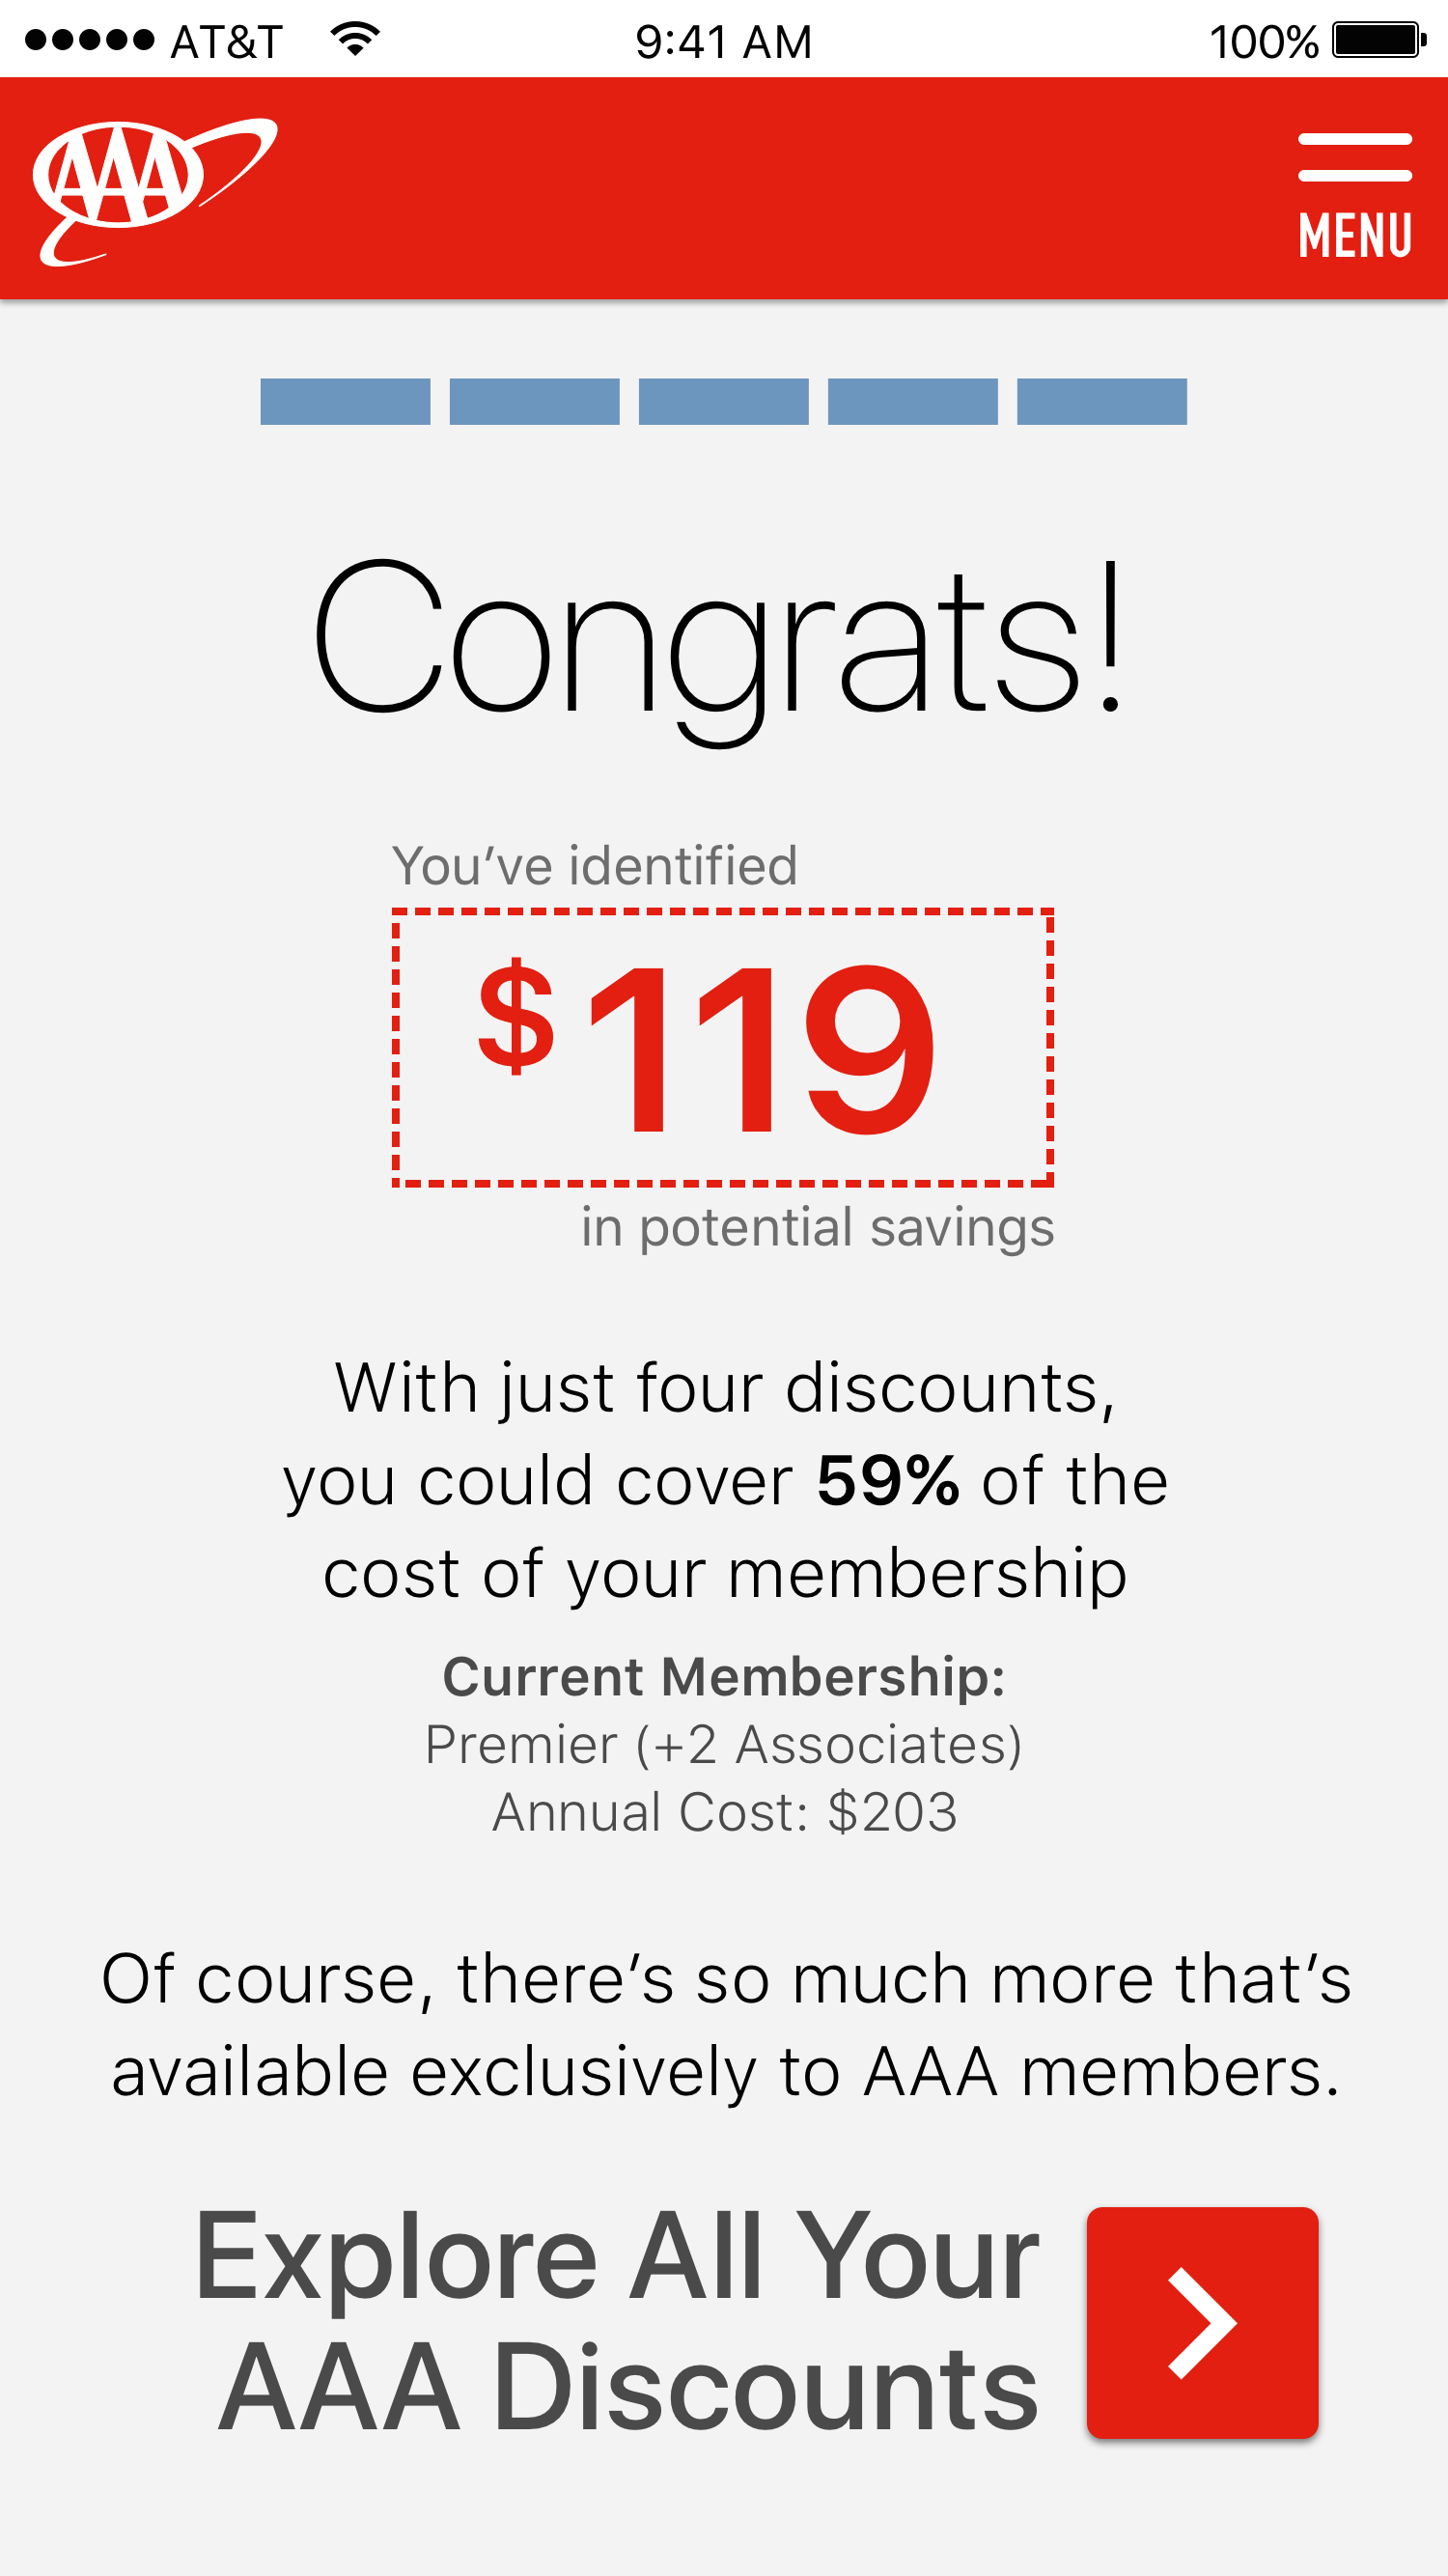 AT&T 9:41 AM 100%
AAA
MENU
Congrats!
You’ve identified
$119
in potential savings
With just four discounts,
you could cover 59% of the
cost of your membership
Current Membership:
Premier (+2 Associates)
Annual Cost: $203
Of course, there’s so much more that’s
available exclusively to AAA members.
Explore All Your
AAA Discounts